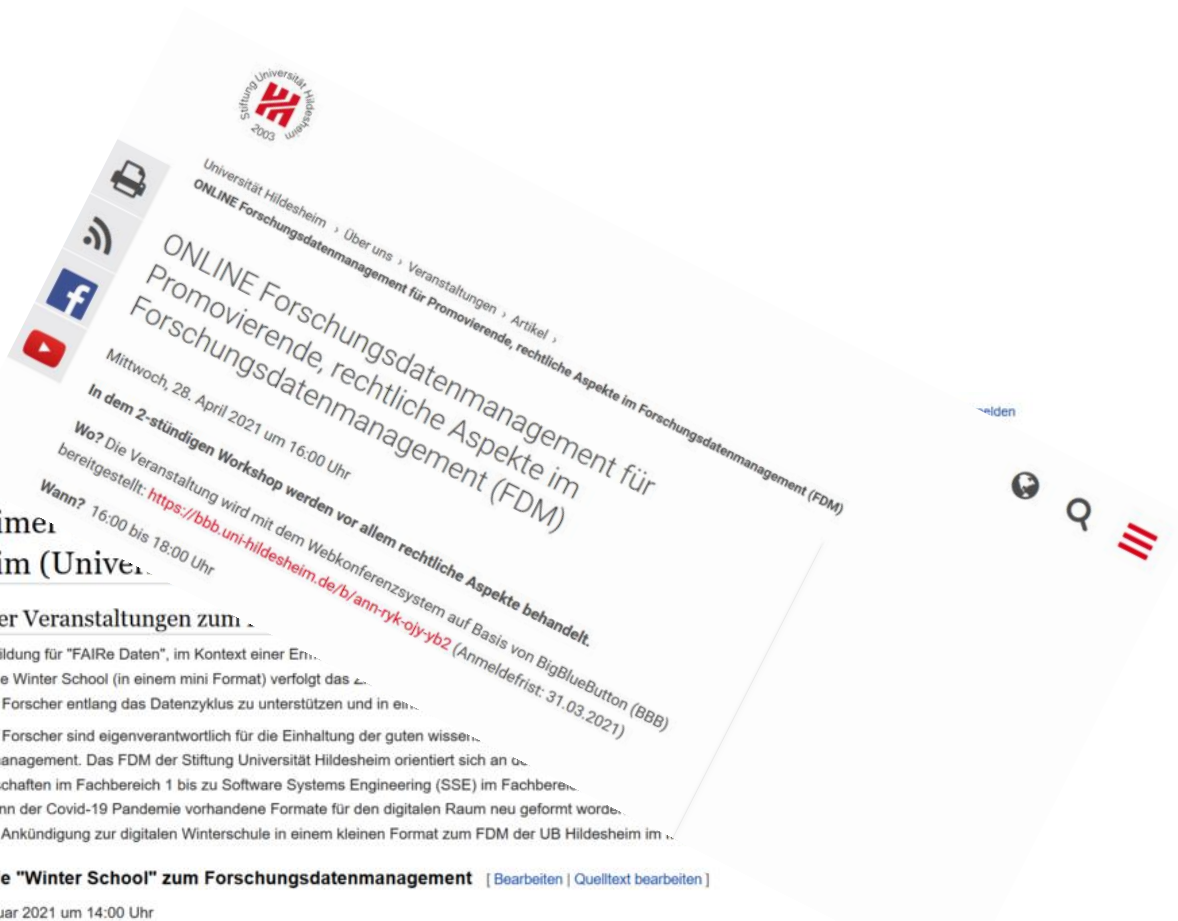 Stiftung Universität Hildesheim
2003
Universität Hildesheim › Über uns › Veranstaltungen › Artikel ›
ONLINE Forschungsdatenmanagement für Promovierende, rechtliche Aspekte im Forschungsdatenmanagement (FDM)
ONLINE Forschungsdatenmanagement für
Promovierende, rechtliche Aspekte im
Forschungsdatenmanagement (FDM)
Mittwoch, 28. April 2021 um 16:00 Uhr
In dem 2-stündigen Workshop werden vor allem rechtliche Aspekte behandelt.
Wo? Die Veranstaltung wird mit dem Webkonferenzsystem auf Basis von BigBlueButton (BBB)
bereitgestellt: https://bbb.uni-hildesheim.de/b/ann-ryk-ojy-yb2 (Anmeldefrist: 31.03.2021)
Wann? 16:00 bis 18:00 Uhr
elden
im (Univer
er Veranstaltungen zum
ildung für "FAIRe Daten", im Kontext einer
e Winter School (in einem mini Format) verfolgt das
Forscher entlang das Datenzyklus zu unterstützen und in
Forscher sind eigenverantwortlich für die Einhaltung der guten
anagement. Das FDM der Stiftung Universität Hildesheim orientiert sich an
chaften im Fachbereich 1 bis zu Software Systems Engineering (SSE) im
nn der Covid-19 Pandemie vorhandene Formate für den digitalen Raum neu geformt
Ankündigung zur digitalen Winterschule in einem kleinen Format zum FDM der UB Hildesheim im
e "Winter School" zum Forschungsdatenmanagement [ Bearbeiten | Quelltext bearbeiten ]
uar 2021 um 14:00 Uhr